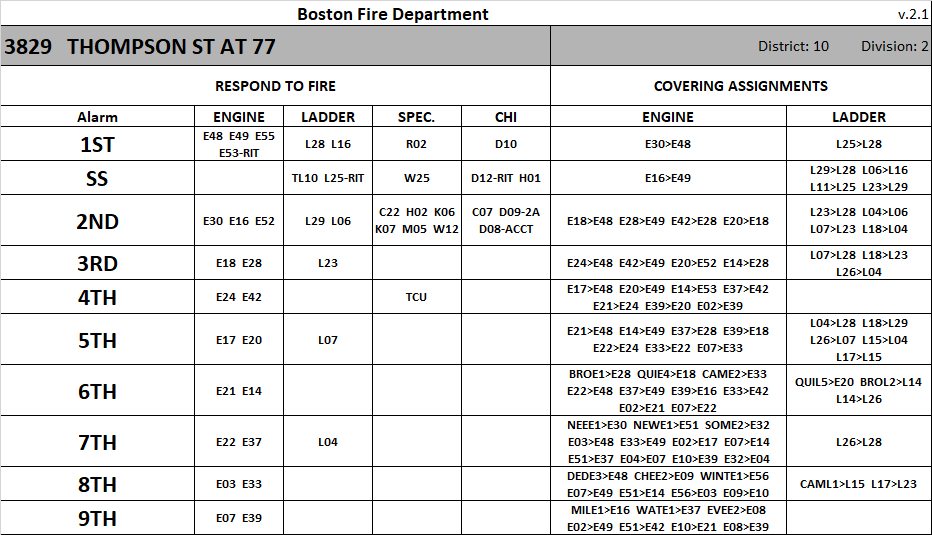 Boston Fire Department v.2.1
3829 THOMPSON ST AT 77 District: 10 Division: 2
RESPOND TO FIRE COVERING ASSIGNMENTS
Alarm ENGINE LADDER SPEC. CHI ENGINE LADDER
1ST
E48 E49 E55
E53-RIT
L28 L16
R02
D10
E30>E48
L25>L28
SS
TL10 L25-RIT
W25
D12-RIT H01
E16>E49
L29>L28 L06>L16
L11>L25 L23>L29
2ND
E30 E16 E52
L29 L06
C22 H02 K06
K07 M05 W12
C07 D09-2A
D08-ACCT
E18>E48 E28>E49 E42>E28 E20>E18
L23>L28 L04>L06
L07>L23 L18>L04
3RD
E18 E28
L23
E24>E48 E42>E49 E20>E52 E14>E28
L07>L28 L18>L23
L26>L04
4TH
E24 E42
TCU
E17>E48 E20>E49 E14>E53 E37>E42
E21>E24 E39>E20 E02>E39
5TH
E17 E20
L07
E21>E48 E14>E49 E37>E28 E39>E18
E22>E24 E33>E22 E07>E33
L04>L28 L18>L29
L26>L07 L15>L04
L17>L15
6TH
E21 E14
BROE1>E28 QUIE4>E18 CAME2>E33
E22>E48 E37>E49 E39>E16 E33>E42
E02>E21 E07>E22
QUIL5>E20 BROL2>L14
L14>L26
7TH
E22 E37
L04
NEEE1>E30 NEWE1>E51 SOME2>E32
E03>E48 E33>E49 E02>E17 E07>E14
E51>E37 E04>E07 E10>E39 E32>E04
L26>L28
8TH
E03 E33
DEDE3>E48 CHEE2>E09 WINTE1>E56
E07>E49 E51>E14 E56>E03 E09>E10
CAML1>L15 L17>L23
9TH
E07 E39
MILE1>E16 WATE1>E37 EVEE2>E08
E02>E49 E51>E42 E10>E21 E08>E39